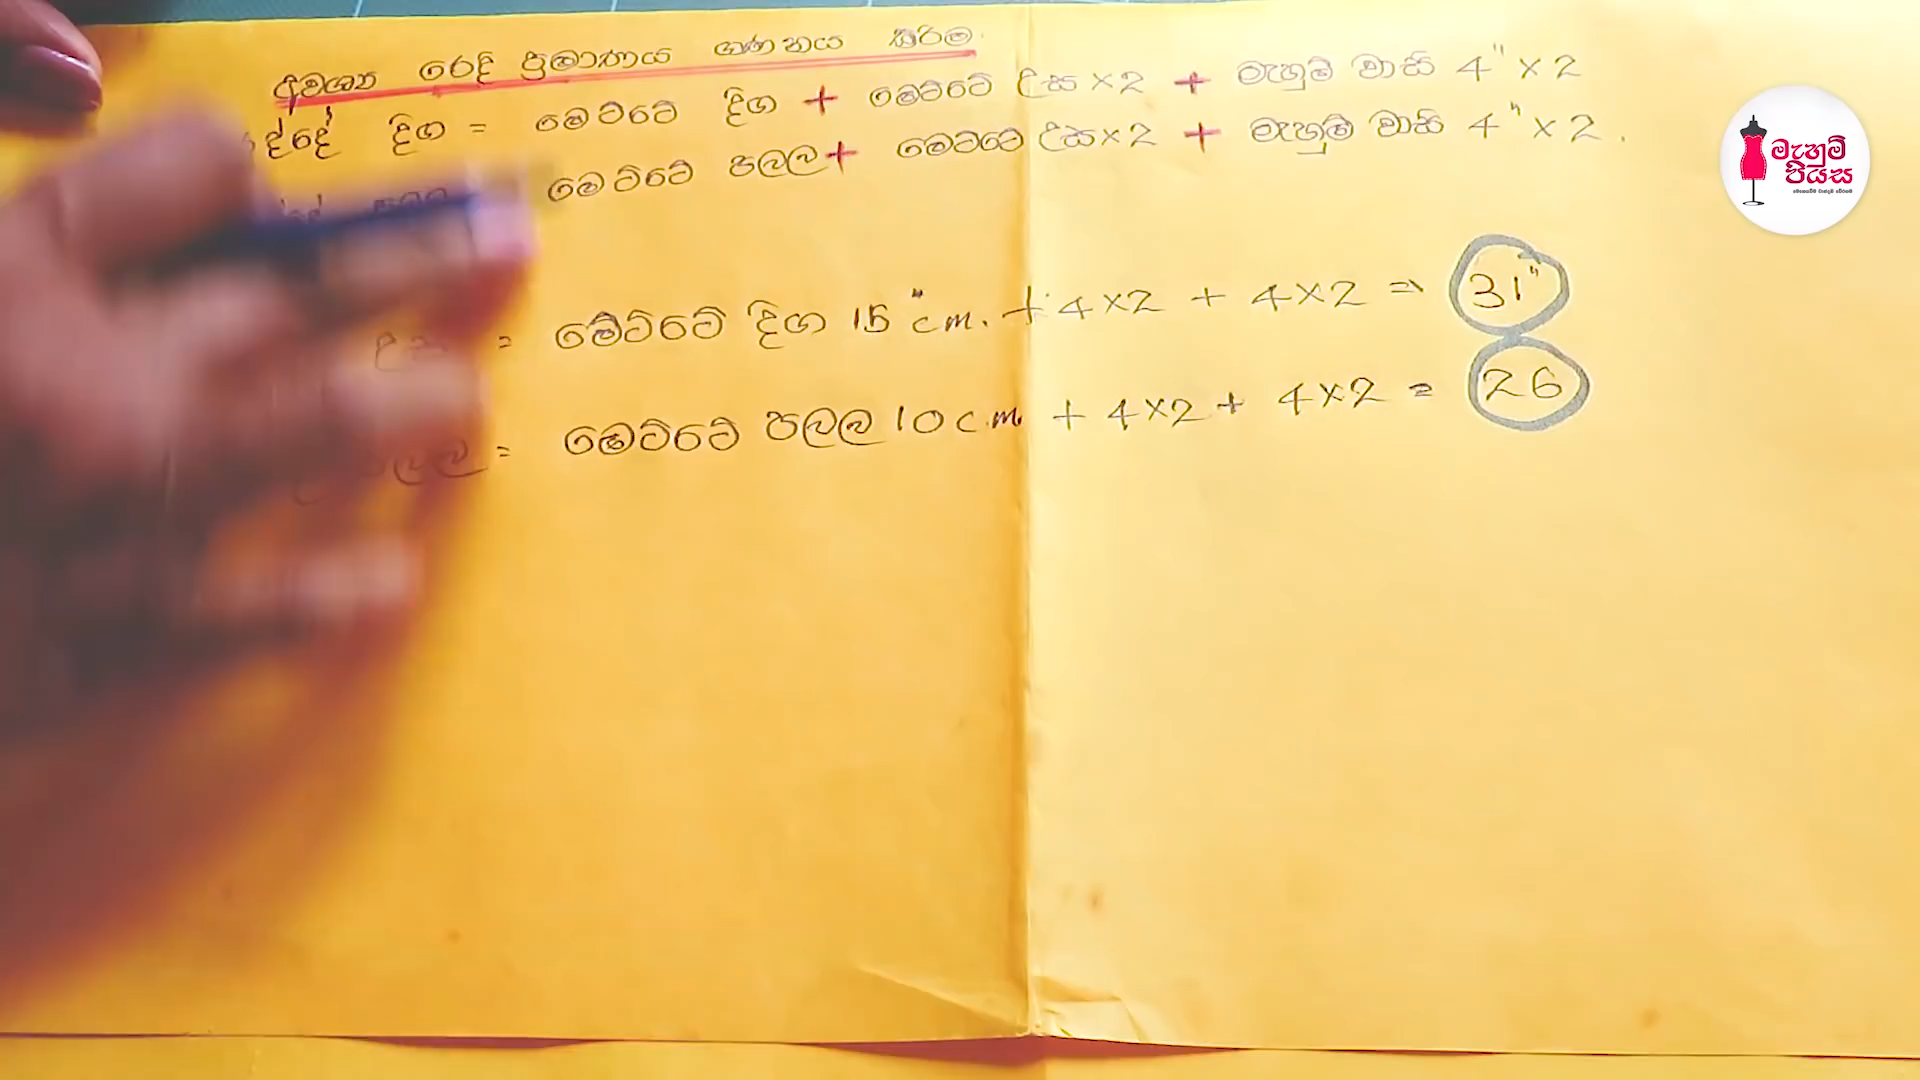 අවශ්‍ය රෙදි ප්‍රමාණය ගණනය කිරීම.
දිග = මෙට්ටේ දිග + මෙට්ටේ උස x 2 + මැහුම් වාසි 4" x 2
මෙට්ටේ පළල + මෙට්ටේ උස x 2 + මැහුම් වාසි 4" x 2.
= මේට්ටේ දිග 15" cm. + 4 x 2 + 4 x 2 = 31"
= මෙට්ටේ පළල 10 c.m. + 4 x 2 + 4 x 2 = 26
මැහුම්
පියස